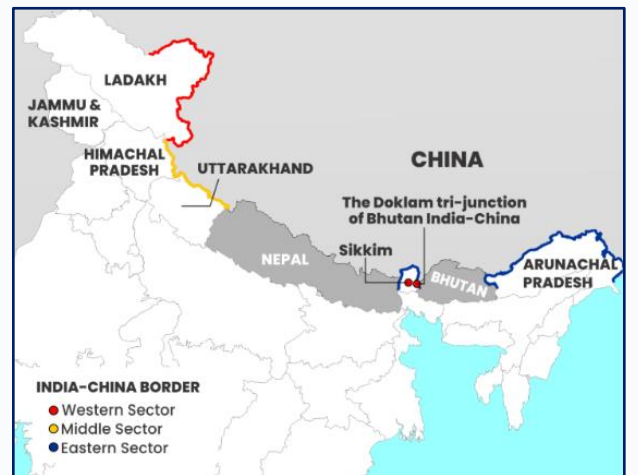 LADAKH
JAMMU &
KASHMIR
HIMACHAL
PRADESH
UTTARAKHAND
CHINA
The Doklam tri-junction
of Bhutan India-China
Sikkim
NEPAL
BHUTAN
ARUNACHAL
PRADESH
INDIA-CHINA BORDER
Western Sector
Middle Sector
Eastern Sector